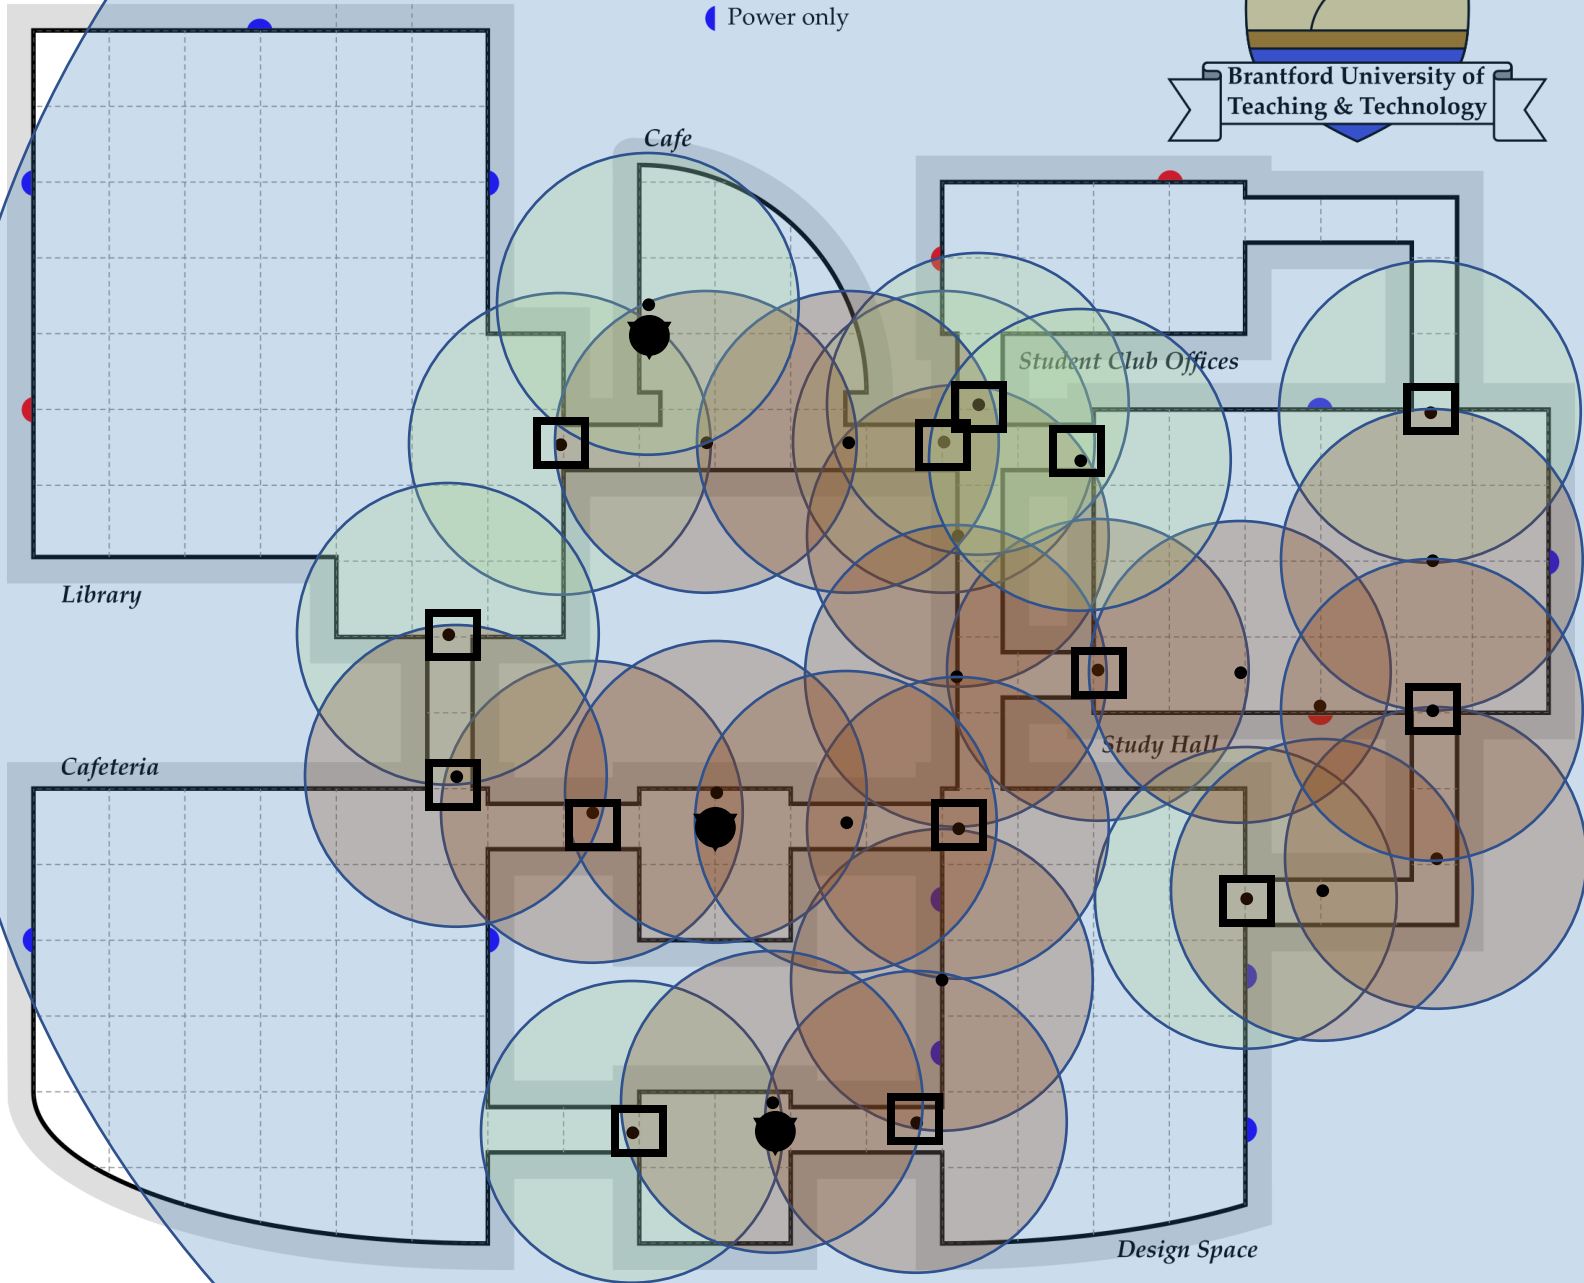 Power only
Brantford University of
Teaching & Technology
Cafe
Student Club Offices
Library
Study Hall
Cafeteria
Design Space